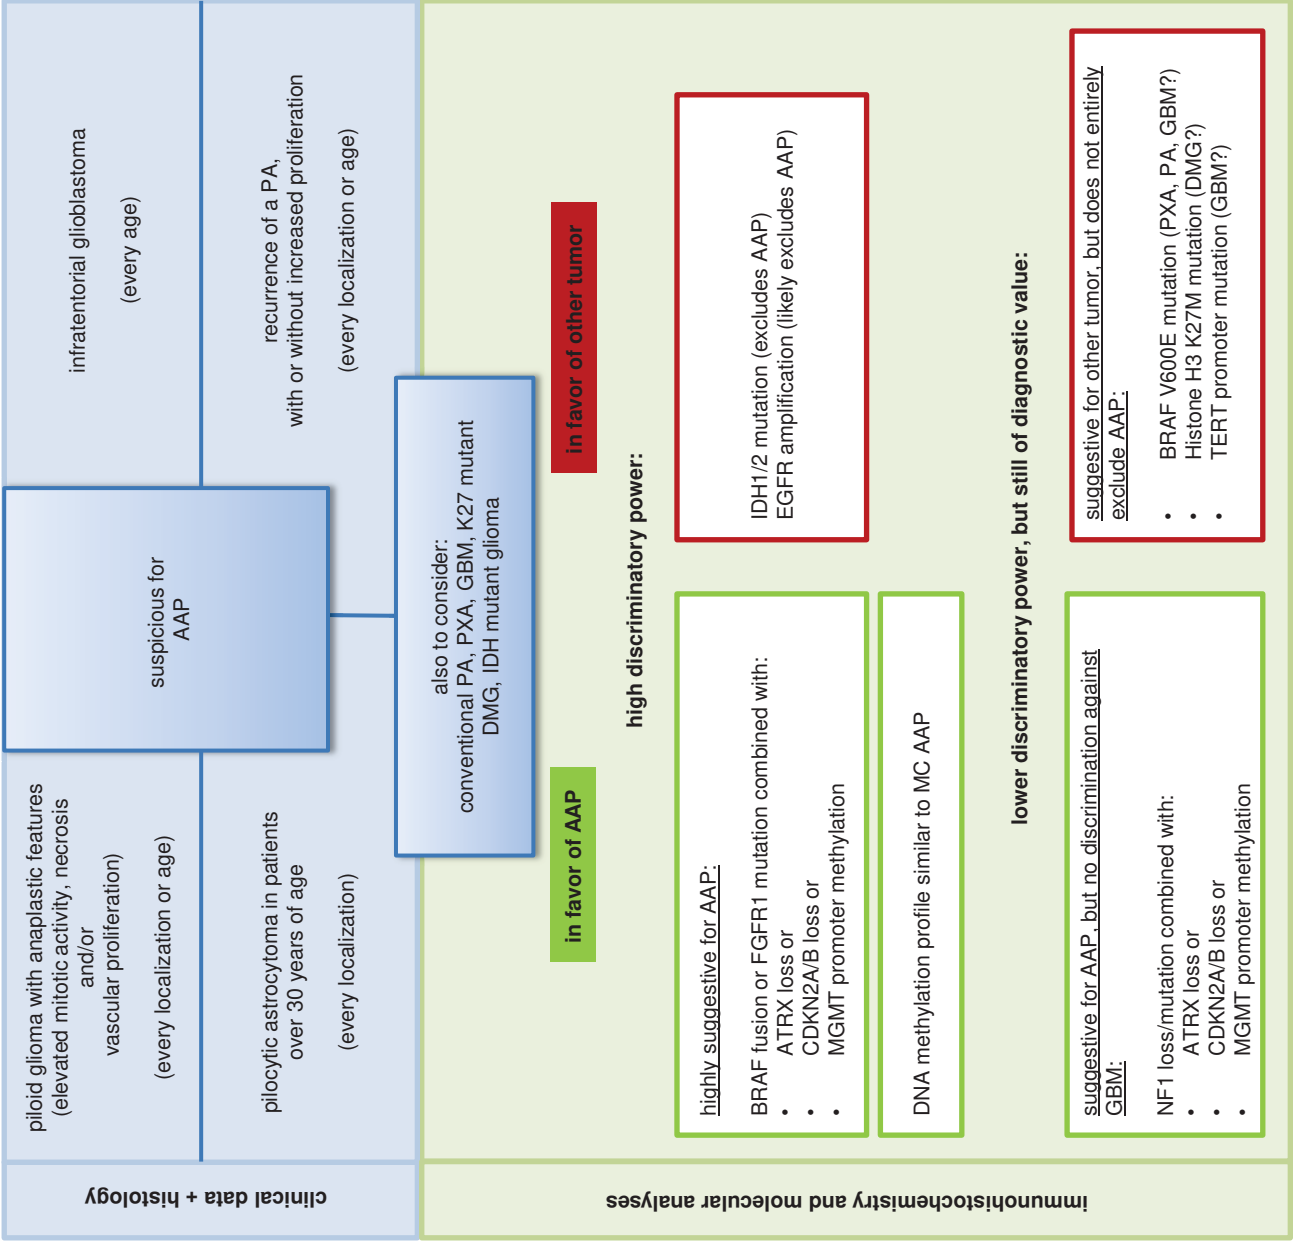 clinical data + histology
piloid glioma with anaplastic features
(elevated mitotic activity, necrosis
and/or
vascular proliferation)
(every localization or age)
pilocytic astrocytoma in patients
over 30 years of age
(every localization)
suspicious for
AAP
infratentorial glioblastoma
(every age)
recurrence of a PA,
with or without increased proliferation
(every localization or age)
also to consider:
conventional PA, PXA, GBM, K27 mutant
DMG, IDH mutant glioma
immunohistochemistry and molecular analyses
in favor of AAP
in favor of other tumor
high discriminatory power:
highly suggestive for AAP:
BRAF fusion or FGFR1 mutation combined with:
• ATRX loss or
• CDKN2A/B loss or
• MGMT promoter methylation
DNA methylation profile similar to MC AAP
IDH1/2 mutation (excludes AAP)
EGFR amplification (likely excludes AAP)
lower discriminatory power, but still of diagnostic value:
suggestive for AAP, but no discrimination against
GBM:
NF1 loss/mutation combined with:
• ATRX loss or
• CDKN2A/B loss or
• MGMT promoter methylation
suggestive for other tumor, but does not entirely
exclude AAP:
• BRAF V600E mutation (PXA, PA, GBM?)
• Histone H3 K27M mutation (DMG?)
• TERT promoter mutation (GBM?)